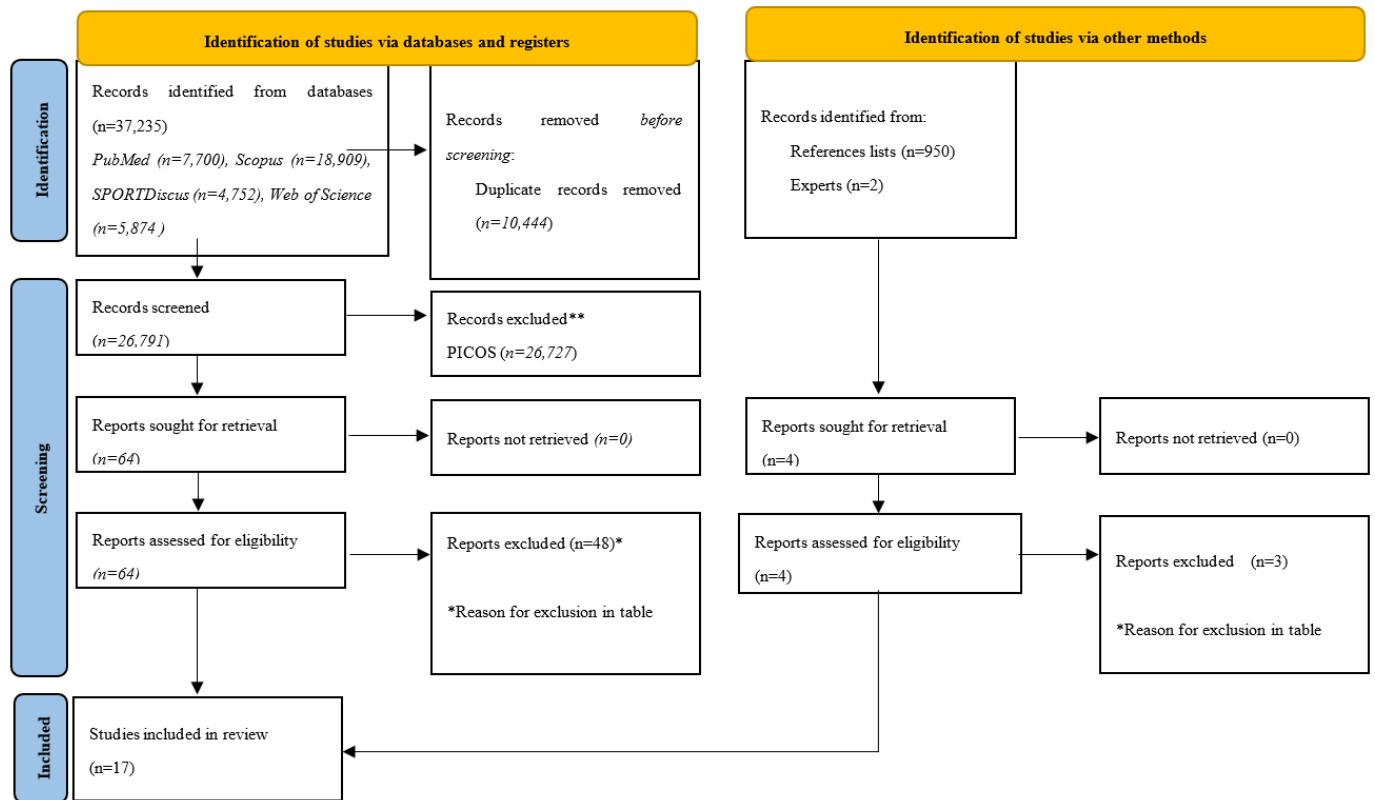 Identification of studies via databases and registers
Identification of studies via other methods
Identification
Records identified from databases
(n=37,235)
PubMed (n=7,700), Scopus (n=18,909),
SPORTDiscus (n=4,752), Web of Science
(n=5,874 )
Records removed before
screening:
Duplicate records removed
(n=10,444)
Records identified from:
References lists (n=950)
Experts (n=2)
Screening
Records screened
(n=26,791)
Records excluded**
PICOS (n=26,727)
Reports sought for retrieval
(n=64)
Reports not retrieved (n=0)
Reports sought for retrieval
(n=4)
Reports not retrieved (n=0)
Reports assessed for eligibility
(n=64)
Reports excluded (n=48)*
*Reason for exclusion in table
Reports assessed for eligibility
(n=4)
Reports excluded (n=3)
*Reason for exclusion in table
Included
Studies included in review
(n=17)